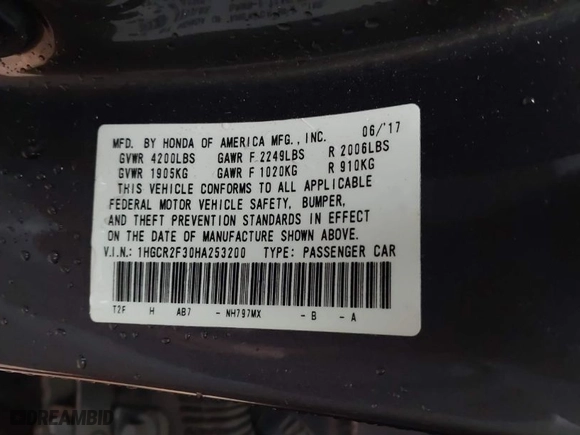 MFD. BY HONDA OF AMERICA MFG., INC. 06/'17
GVWR 4200LBS GAWR F 2249LBS R 2006LBS
GVWR 1905KG GAWR F 1020KG R 910KG
THIS VEHICLE CONFORMS TO ALL APPLICABLE
FEDERAL MOTOR VEHICLE SAFETY, BUMPER,
AND THEFT PREVENTION STANDARDS IN EFFECT
ON THE DATE OF MANUFACTURE SHOWN ABOVE.
V.I.N.: 1HGCR2F30HA253200 TYPE: PASSENGER CAR
T2F H AB7 - NH797MX - B - A
DREAMBID